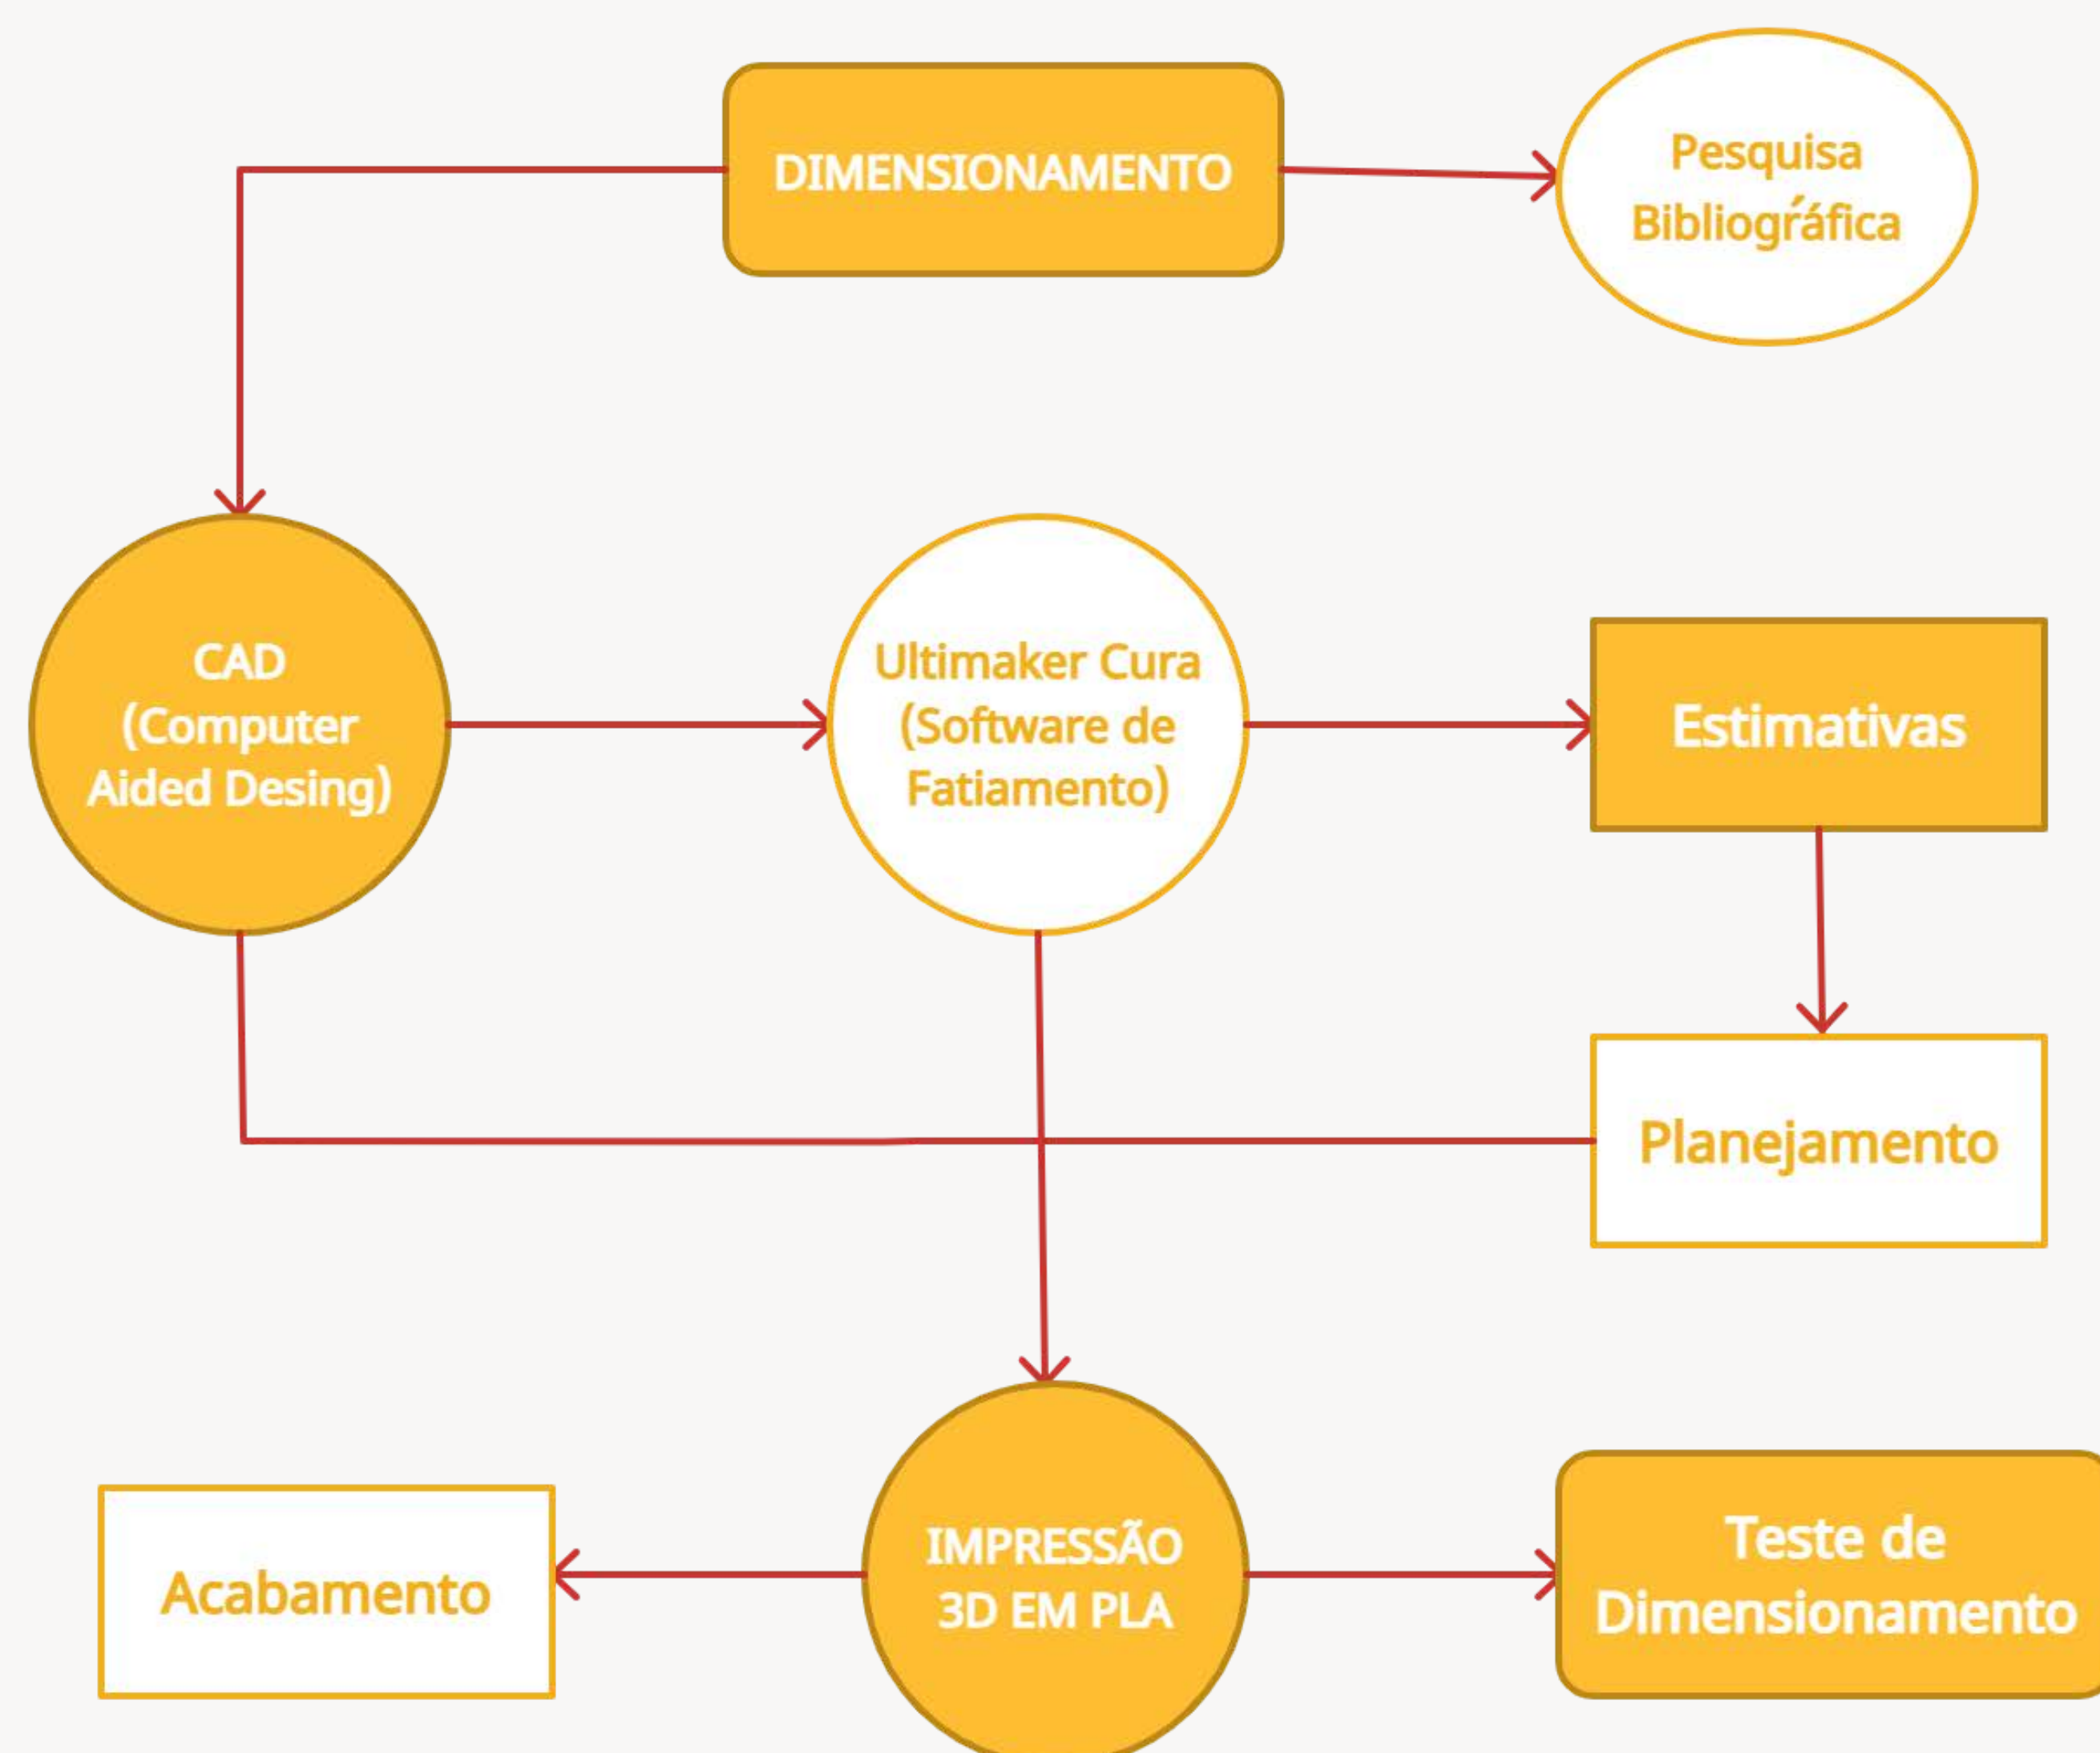 DIMENSIONAMENTO
Pesquisa
Bibliogŕáfica
CAD
(Computer
Aided Desing)
Ultimaker Cura
(Software de
Fatiamento)
Estimativas
Planejamento
Acabamento
IMPRESSÃO
3D EM PLA
Teste de
Dimensionamento